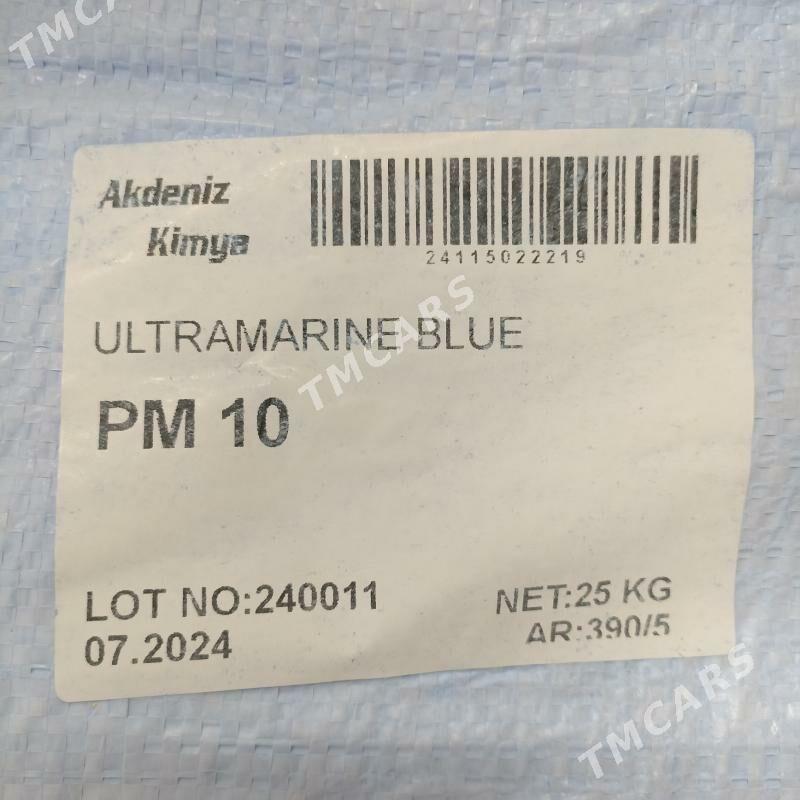 TMCARS
Akdeniz
Kimya
24115022219
ULTRAMARINE BLUE
TMCARS
PM 10
LOT NO:240011
NET:25 KG
07.2024
AR:390/5
TMCARS